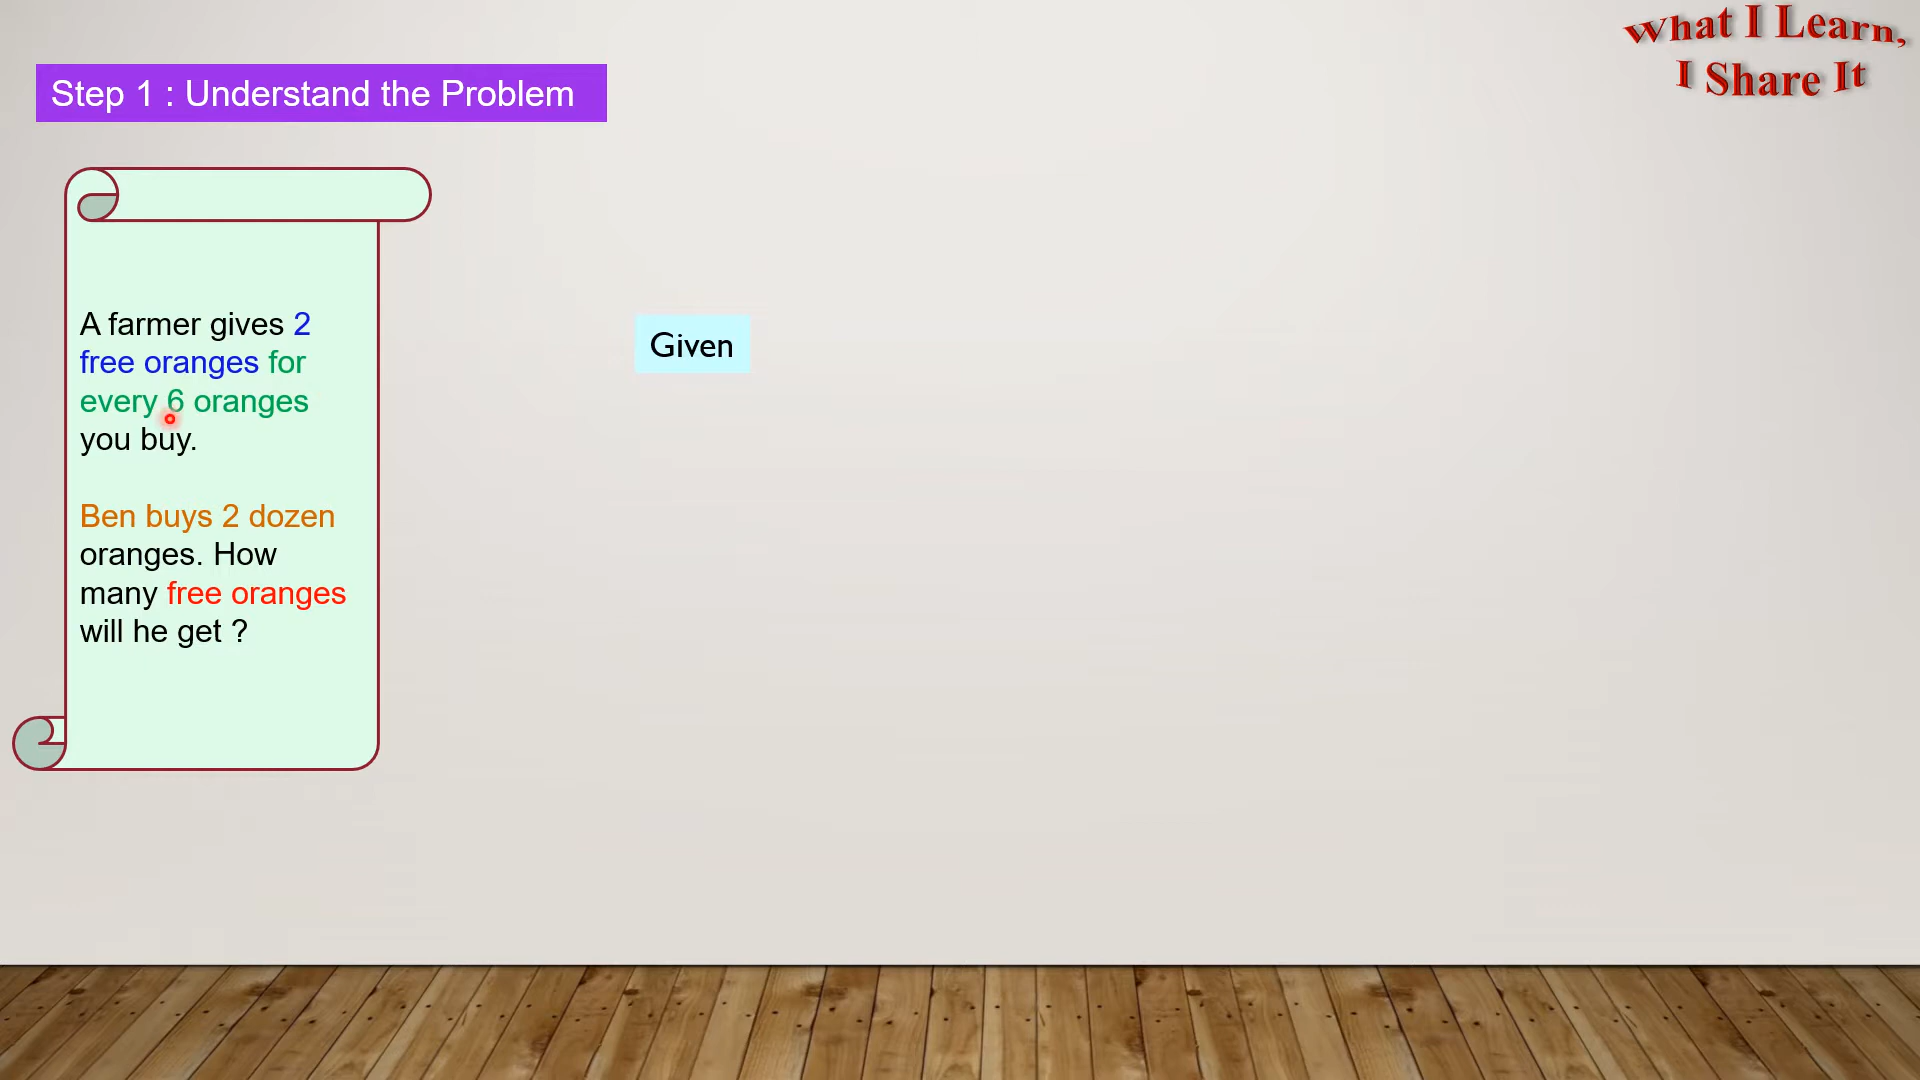 What I Learn,
I Share It
Step 1 : Understand the Problem
A farmer gives 2
free oranges for
every 6 oranges
you buy.
Ben buys 2 dozen
oranges. How
many free oranges
will he get ?
Given